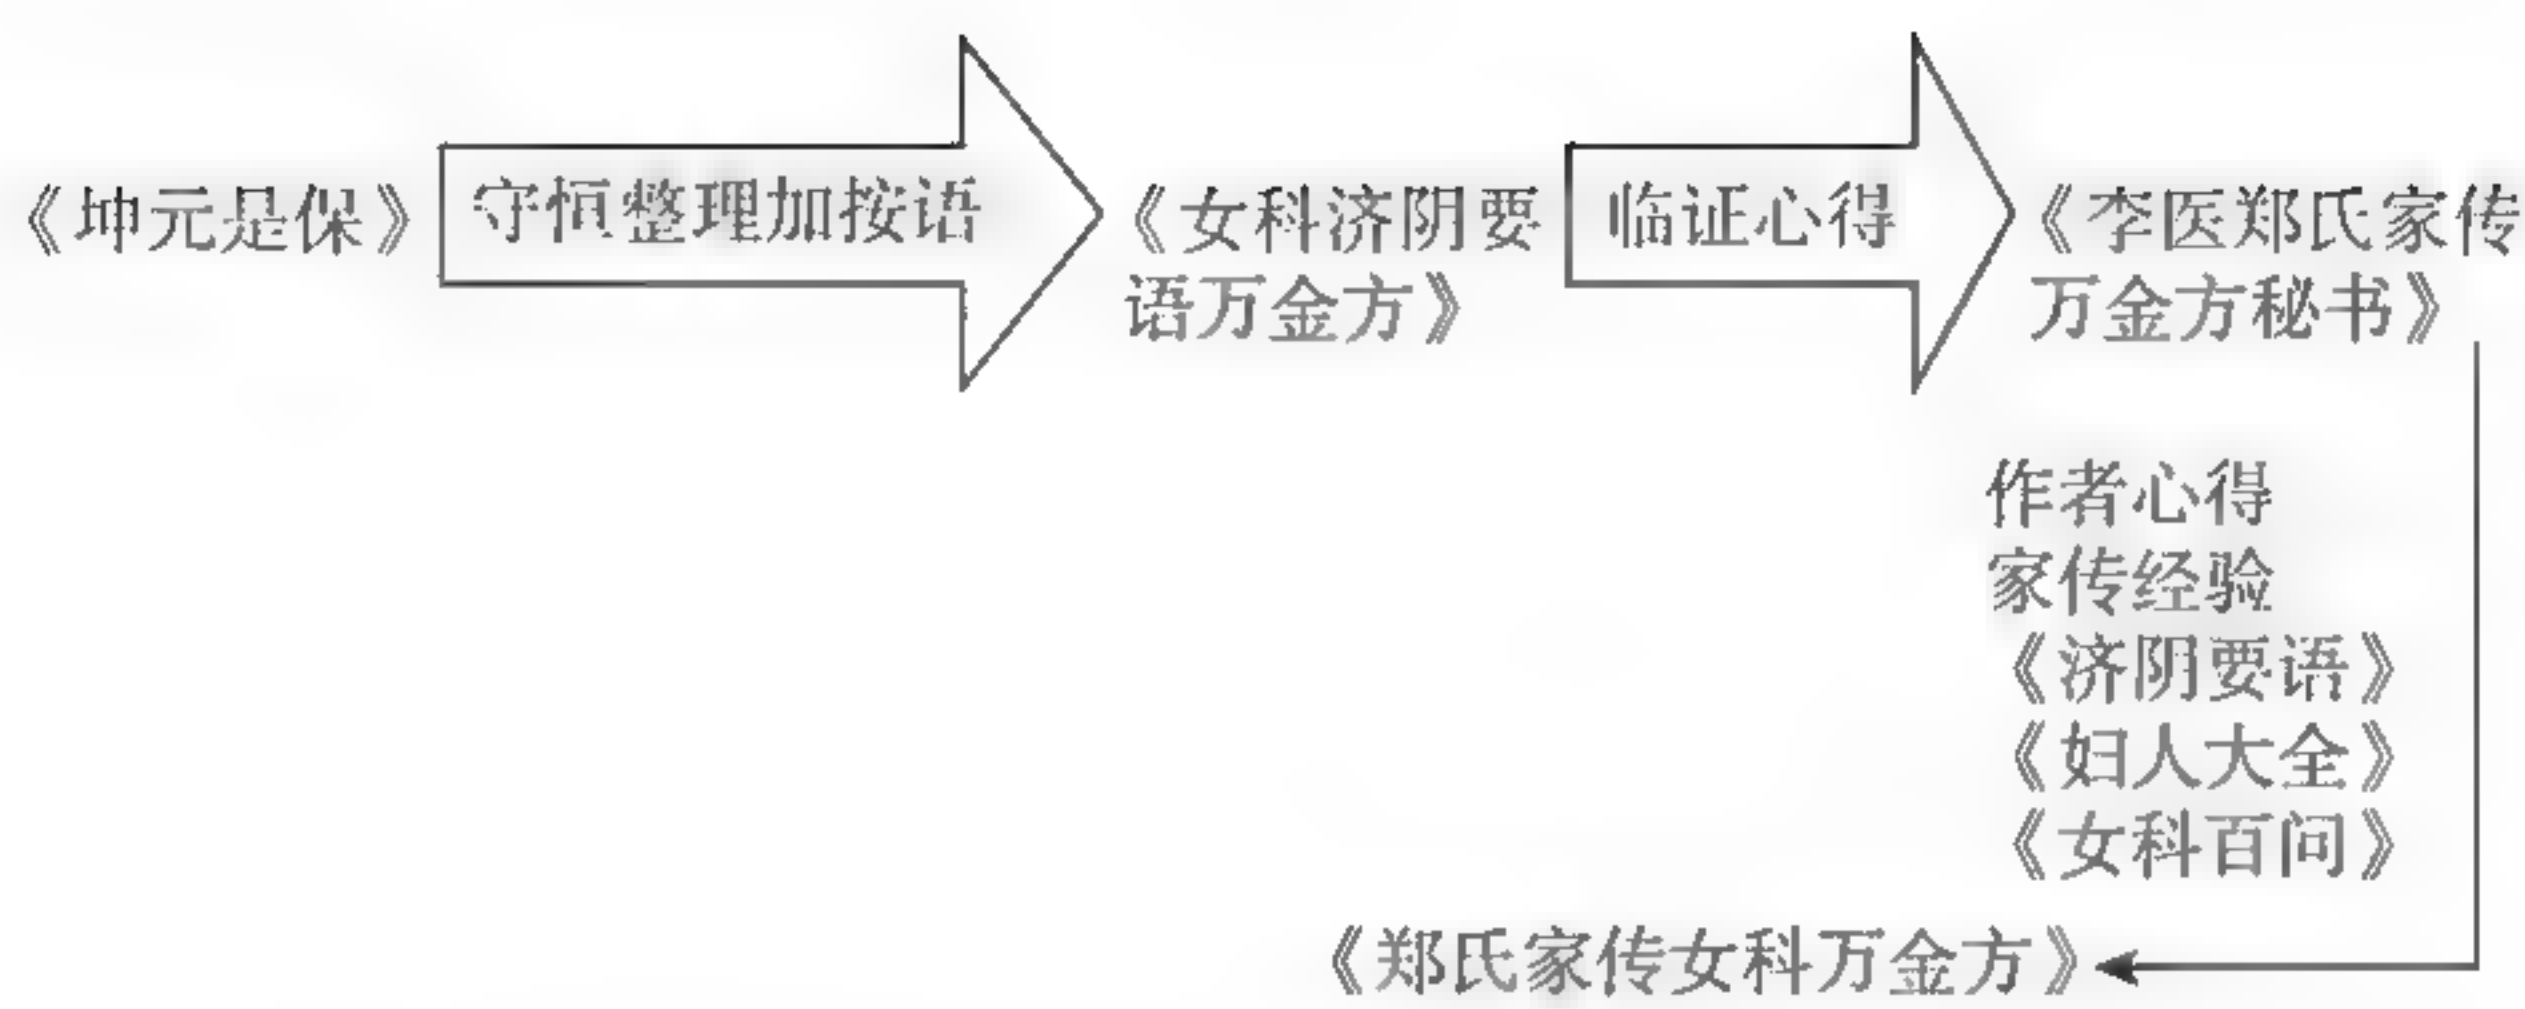 《坤元是保》
守恒整理加按语
《女科济阴要
语万金方》
临证心得
《李医郑氏家传
万金方秘书》
作者心得
家传经验
《济阴要语》
《妇人大全》
《女科百问》
《郑氏家传女科万金方》